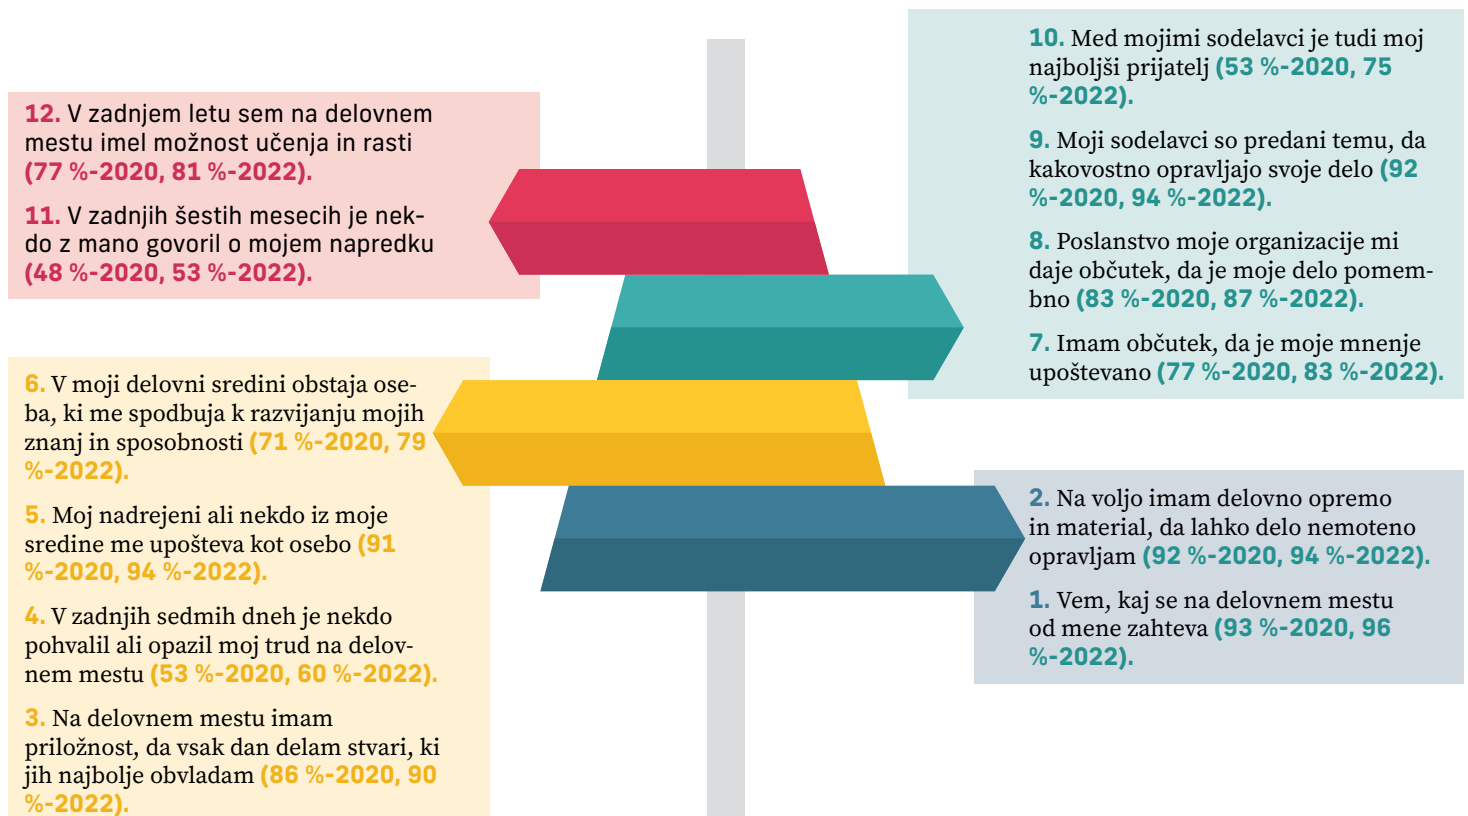 12. V zadnjem letu sem na delovnem
mestu imel možnost učenja in rasti
(77 %-2020, 81 %-2022).
11. V zadnjih šestih mesecih je nek-
do z mano govoril o mojem napredku
(48 %-2020, 53 %-2022).
10. Med mojimi sodelavci je tudi moj
najboljši prijatelj (53 %-2020, 75
%-2022).
9. Moji sodelavci so predani temu, da
kakovostno opravljajo svoje delo (92
%-2020, 94 %-2022).
8. Poslanstvo moje organizacije mi
daje občutek, da je moje delo pomem-
bno (83 %-2020, 87 %-2022).
7. Imam občutek, da je moje mnenje
upoštevano (77 %-2020, 83 %-2022).
6. V moji delovni sredini obstaja ose-
ba, ki me spodbuja k razvijanju mojih
znanj in sposobnosti (71 %-2020, 79
%-2022).
5. Moj nadrejeni ali nekdo iz moje
sredine me upošteva kot osebo (91
%-2020, 94 %-2022).
4. V zadnjih sedmih dneh je nekdo
pohvalil ali opazil moj trud na delov-
nem mestu (53 %-2020, 60 %-2022).
3. Na delovnem mestu imam
priložnost, da vsak dan delam stvari, ki
jih najbolje obvladam (86 %-2020, 90
%-2022).
2. Na voljo imam delovno opremo
in material, da lahko delo nemoteno
opravljam (92 %-2020, 94 %-2022).
1. Vem, kaj se na delovnem mestu
od mene zahteva (93 %-2020, 96
%-2022).